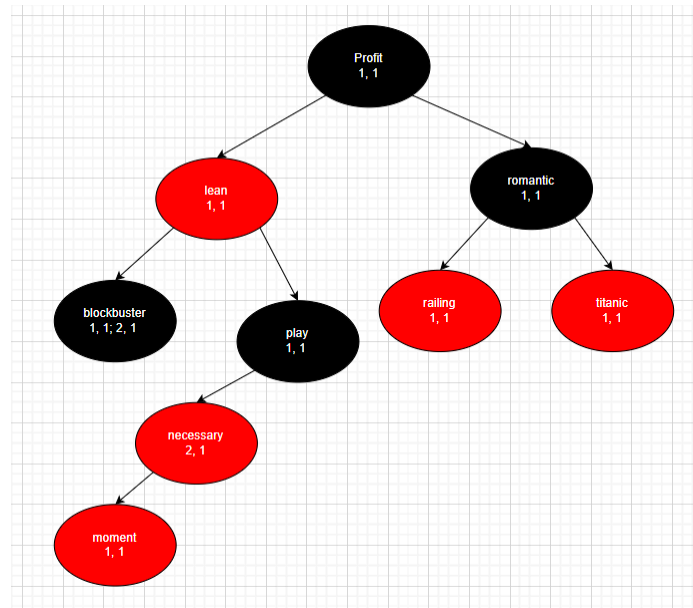 Profit
1, 1
lean
1, 1
romantic
1, 1
blockbuster
1, 1; 2, 1
play
1, 1
railing
1, 1
titanic
1, 1
necessary
2, 1
moment
1, 1